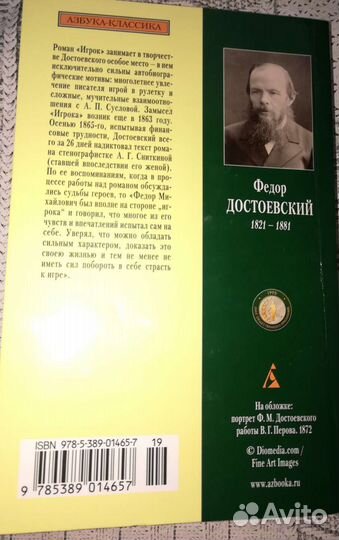 АЗБУКА-КЛАССИКА
Роман «Игрок» занимает в творчест-
ве Достоевского особое место – в нем
исключительно сильны автобиогра-
фические мотивы: многолетнее увлече-
ние писателя игрой в рулетку и
сложные, мучительные взаимоотно-
шения с А. П. Сусловой. Замысел
«Игрока» возник еще в 1863 году.
Осенью 1865-го, испытывая финан-
совые трудности, Достоевский все-
го за 26 дней надиктовал текст рома-
на стенографистке А. Г. Сниткиной
(ставшей впоследствии его женой).
По ее воспоминаниям, когда в про-
цессе работы над романом обсужда-
лись судьбы героев, то «Федор Ми-
хайлович был вполне на стороне „иг-
рока“ и говорил, что многое из его
чувств и впечатлений испытал сам на
себе. Уверял, что можно обладать
сильным характером, доказать это
своею жизнью и тем не менее не
иметь сил побороть в себе страсть
к игре».
ISBN 978-5-389-01465-7
19
9 785389 014657
Федор
ДОСТОЕВСКИЙ
1821 – 1881
На обложке:
портрет Ф. М. Достоевского
работы В. Г. Перова. 1872
© Diomedia.com /
Fine Art Images
www.azbooka.ru
Avito